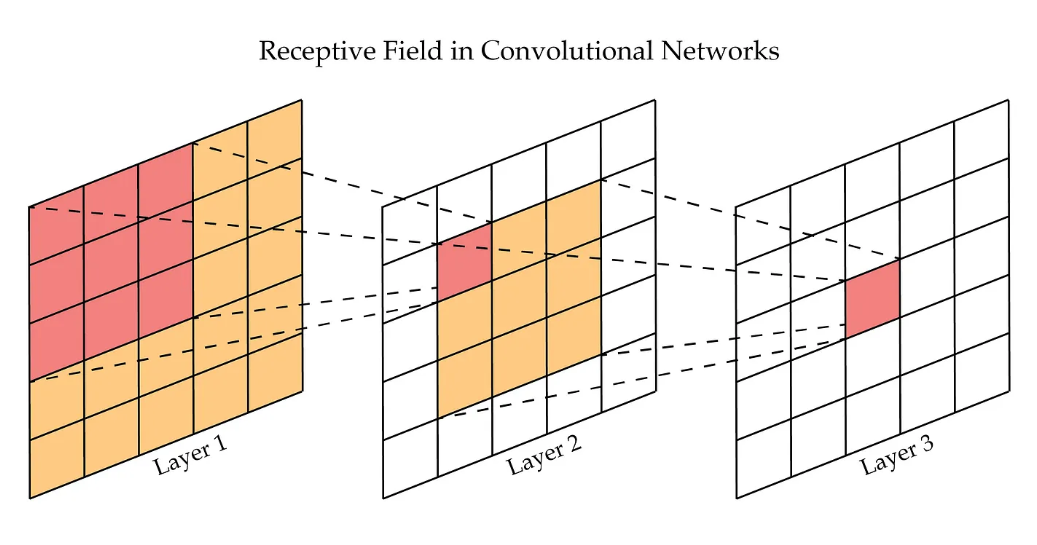 Receptive Field in Convolutional Networks
Layer 1
Layer 2
Layer 3